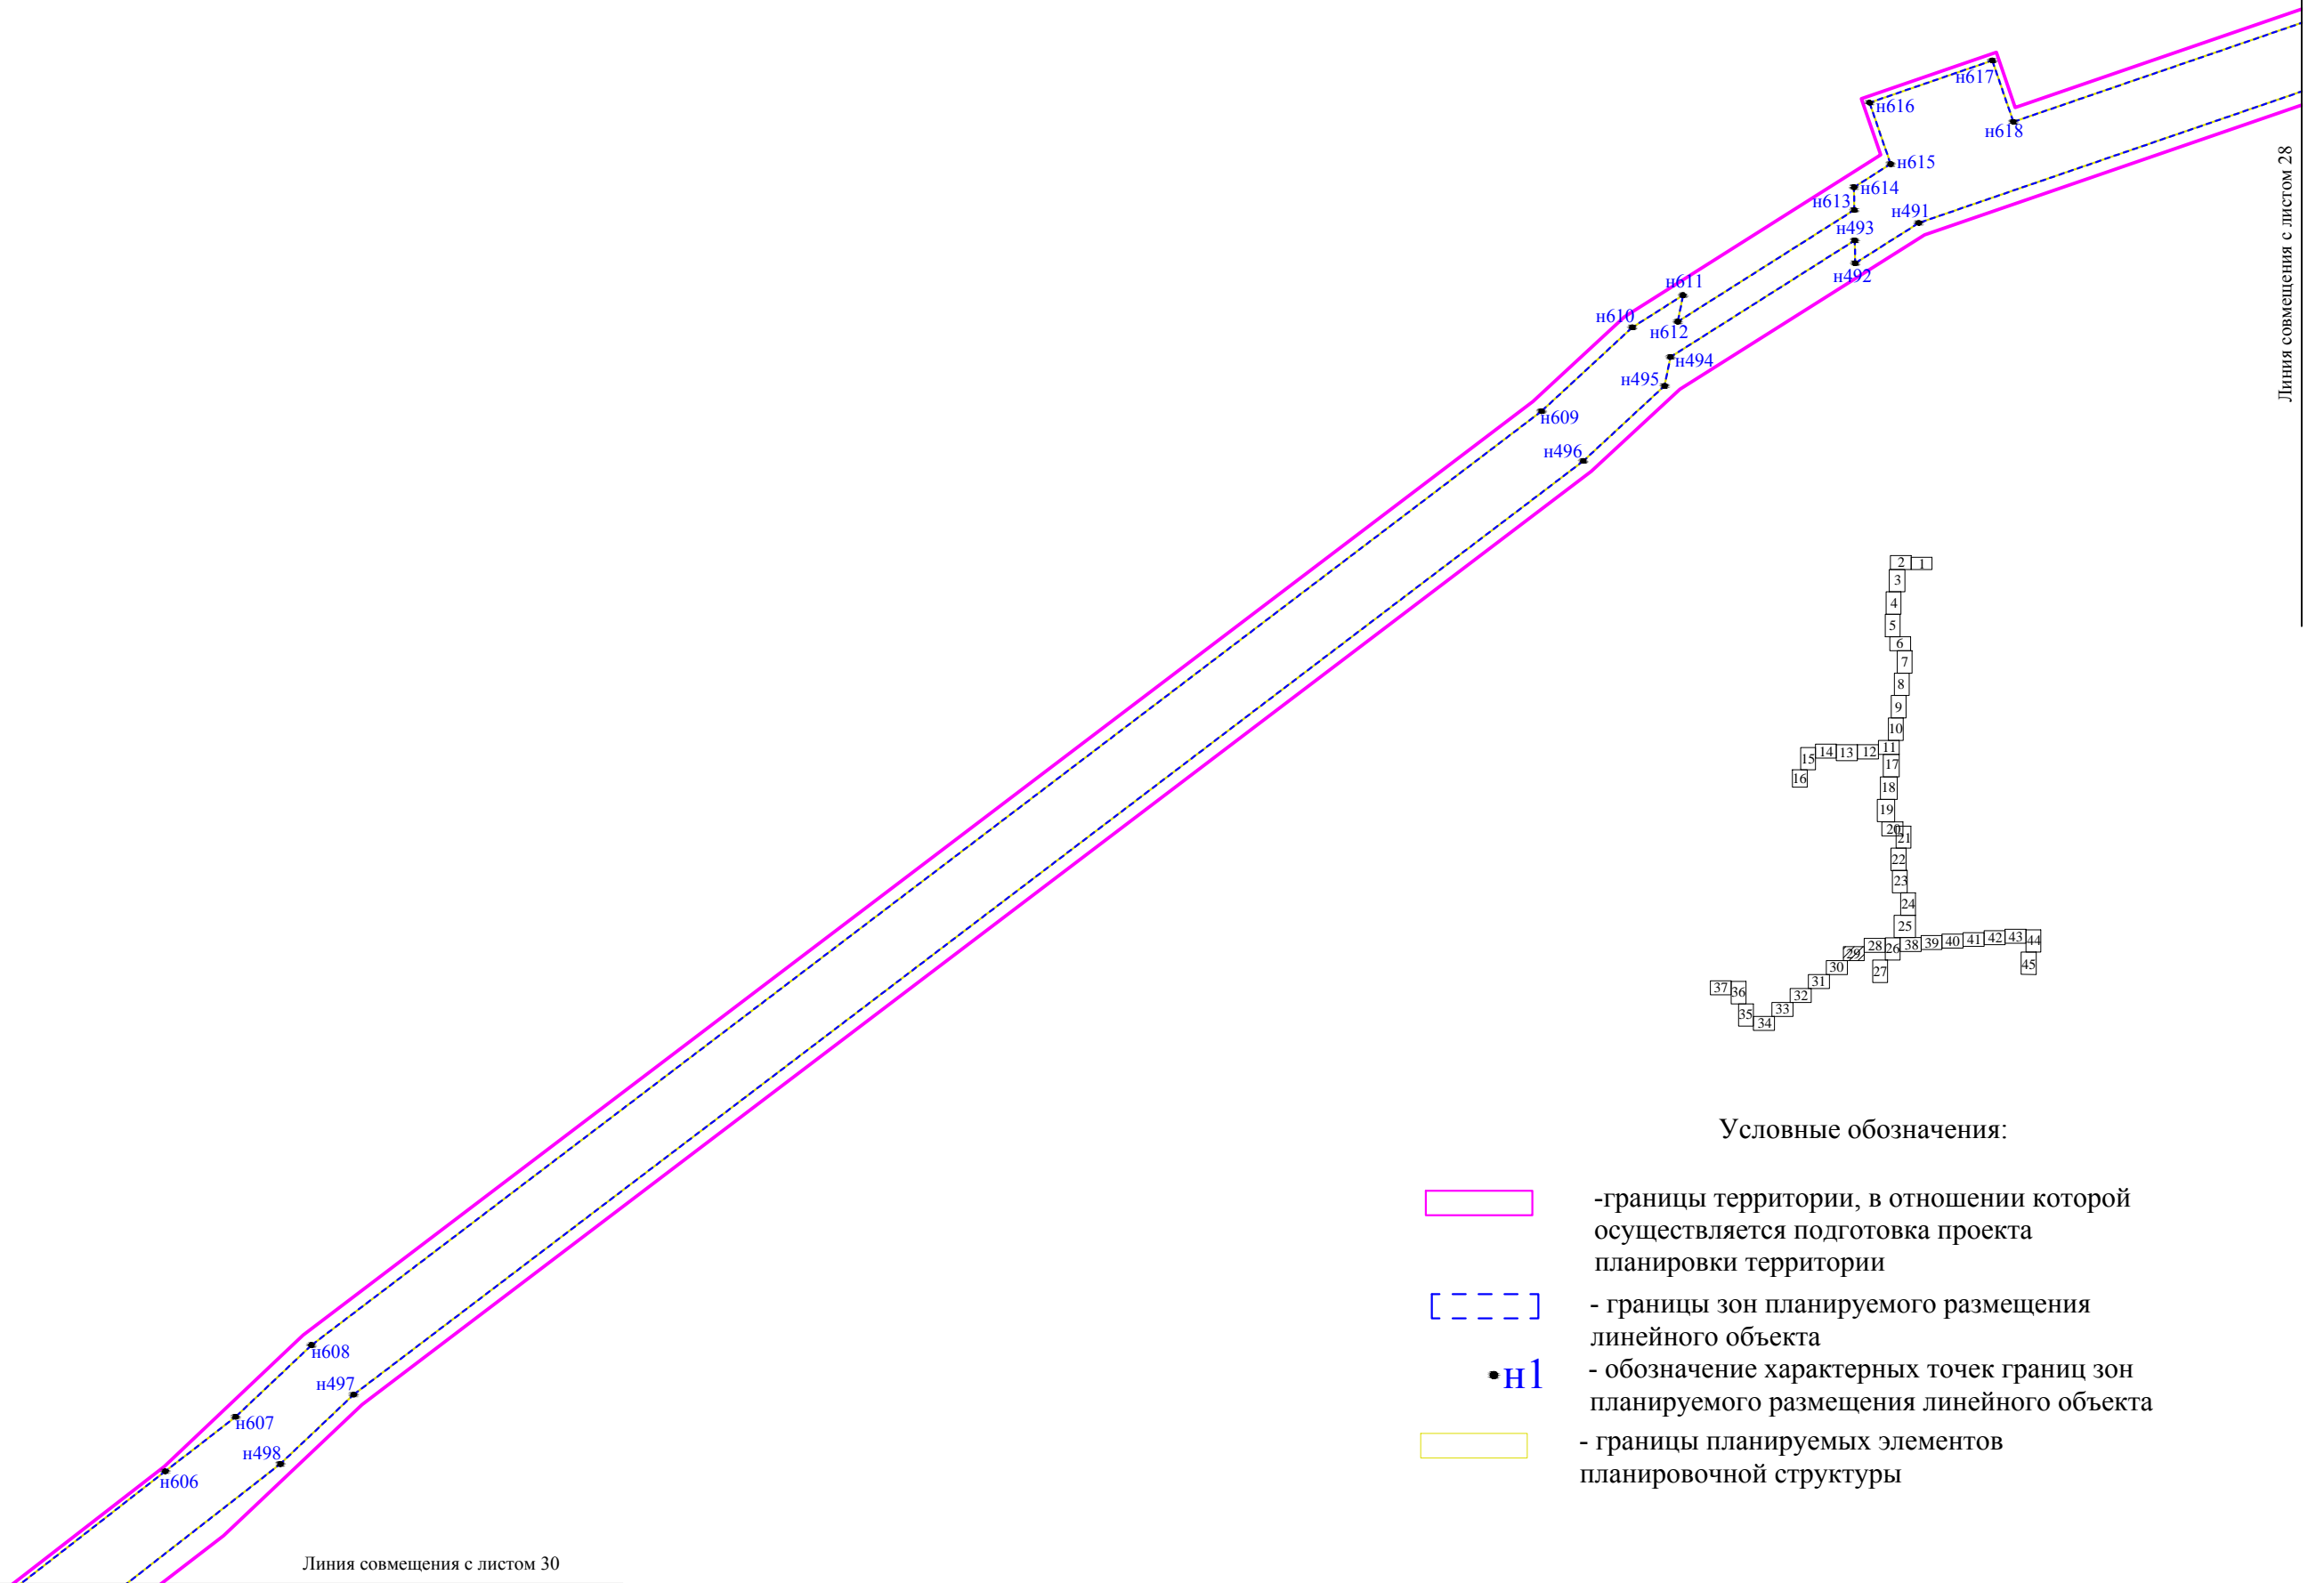 н617
н616
н618
н615
н614
н613
н491
н493
н492
н611
н610
н612
н494
н495
н609
н496
Линия совмещения с листом 28
2
1
3
4
5
6
7
8
9
10
11
12
13
14
15
16
17
18
19
20
21
22
23
24
25
26
27
28
29
30
31
32
33
34
35
36
37
38
39
40
41
42
43
44
45
н608
н497
н607
н498
н606
Условные обозначения:
-границы территории, в отношении которой
осуществляется подготовка проекта
планировки территории
- границы зон планируемого размещения
линейного объекта
н1
- обозначение характерных точек границ зон
планируемого размещения линейного объекта
- границы планируемых элементов
планировочной структуры
Линия совмещения с листом 30